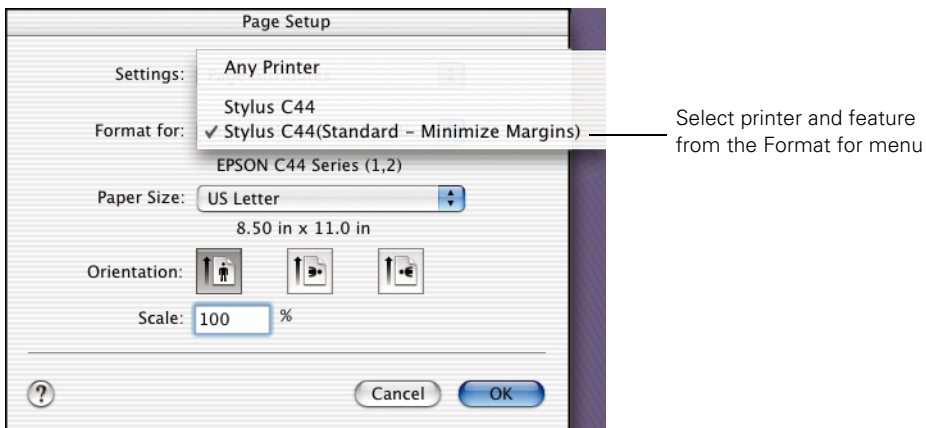 Page Setup
Settings:
Any Printer
Stylus C44
Format for: ✓ Stylus C44(Standard – Minimize Margins)
Select printer and feature
from the Format for menu
EPSON C44 Series (1,2)
Paper Size: US Letter
8.50 in x 11.0 in
Orientation:
Scale: 100 %
? Cancel OK